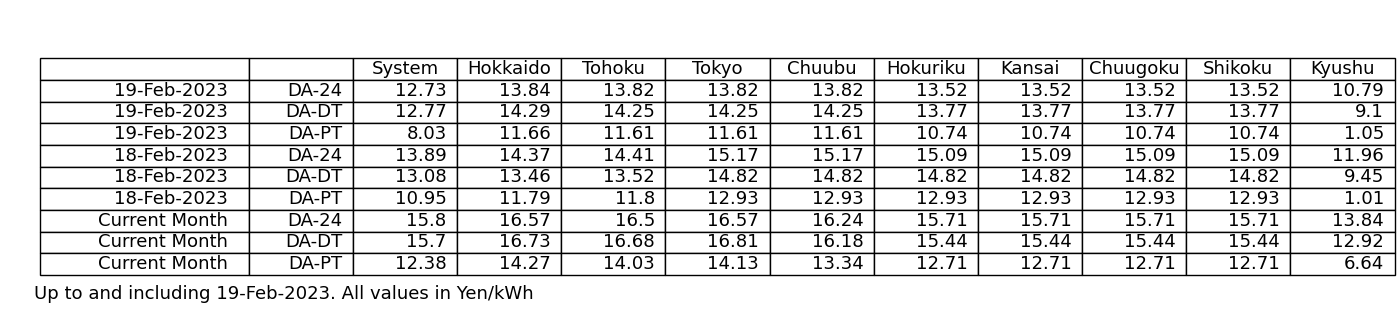 System Hokkaido Tohoku Tokyo Chuubu Hokuriku Kansai Chuugoku Shikoku Kyushu
19-Feb-2023 DA-24 12.73 13.84 13.82 13.82 13.82 13.52 13.52 13.52 13.52 10.79
19-Feb-2023 DA-DT 12.77 14.29 14.25 14.25 14.25 13.77 13.77 13.77 13.77 9.1
19-Feb-2023 DA-PT 8.03 11.66 11.61 11.61 11.61 10.74 10.74 10.74 10.74 1.05
18-Feb-2023 DA-24 13.89 14.37 14.41 15.17 15.17 15.09 15.09 15.09 15.09 11.96
18-Feb-2023 DA-DT 13.08 13.46 13.52 14.82 14.82 14.82 14.82 14.82 14.82 9.45
18-Feb-2023 DA-PT 10.95 11.79 11.8 12.93 12.93 12.93 12.93 12.93 12.93 1.01
Current Month DA-24 15.8 16.57 16.5 16.57 16.24 15.71 15.71 15.71 15.71 13.84
Current Month DA-DT 15.7 16.73 16.68 16.81 16.18 15.44 15.44 15.44 15.44 12.92
Current Month DA-PT 12.38 14.27 14.03 14.13 13.34 12.71 12.71 12.71 12.71 6.64
Up to and including 19-Feb-2023. All values in Yen/kWh